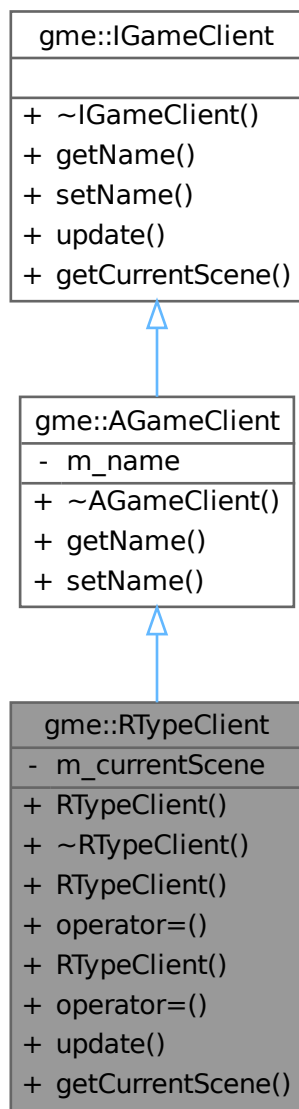 gme::IGameClient
+ ~IGameClient()
+ getName()
+ setName()
+ update()
+ getCurrentScene()
gme::AGameClient
- m_name
+ ~AGameClient()
+ getName()
+ setName()
gme::RTypeClient
- m_currentScene
+ RTypeClient()
+ ~RTypeClient()
+ RTypeClient()
+ operator=()
+ RTypeClient()
+ operator=()
+ update()
+ getCurrentScene()